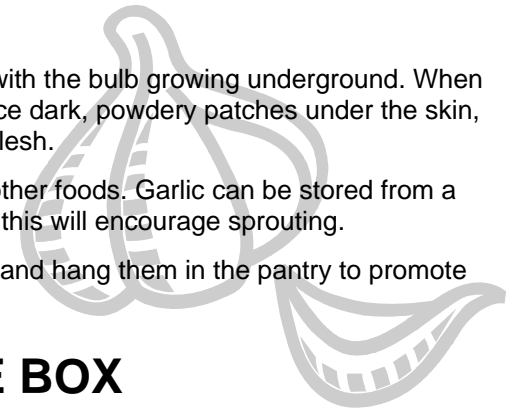 with the bulb growing underground. When
ce dark, powdery patches under the skin,
lesh.
other foods. Garlic can be stored from a
this will encourage sprouting.
and hang them in the pantry to promote
E BOX